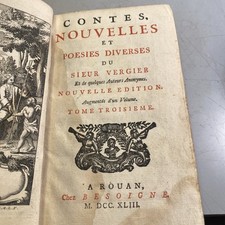 CONTES,
NOUVELLES
ET
POESIES DIVERSES
DU
SIEUR VERGIER
Et de quelques Auteurs Anonymes.
NOUVELLE EDITION.
Augmentée d'un Volume.
TOME TROISIEME.
A ROUAN,
Chez BESOIGNE.
M. DCC. XLIII.